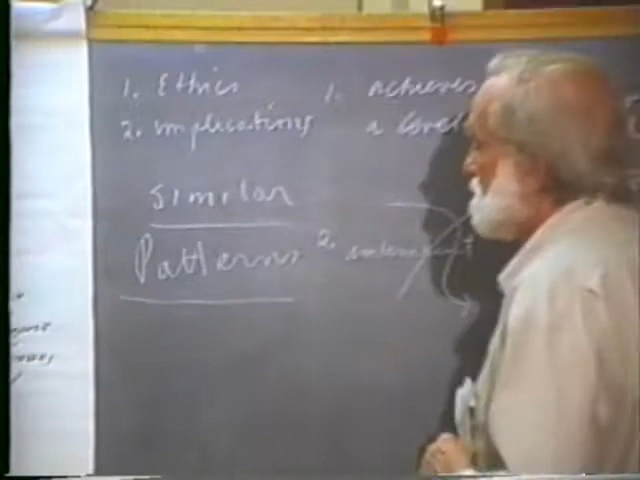 1. Ethics
2. implications
Similar
Patterns
1. achieves
a level
2.